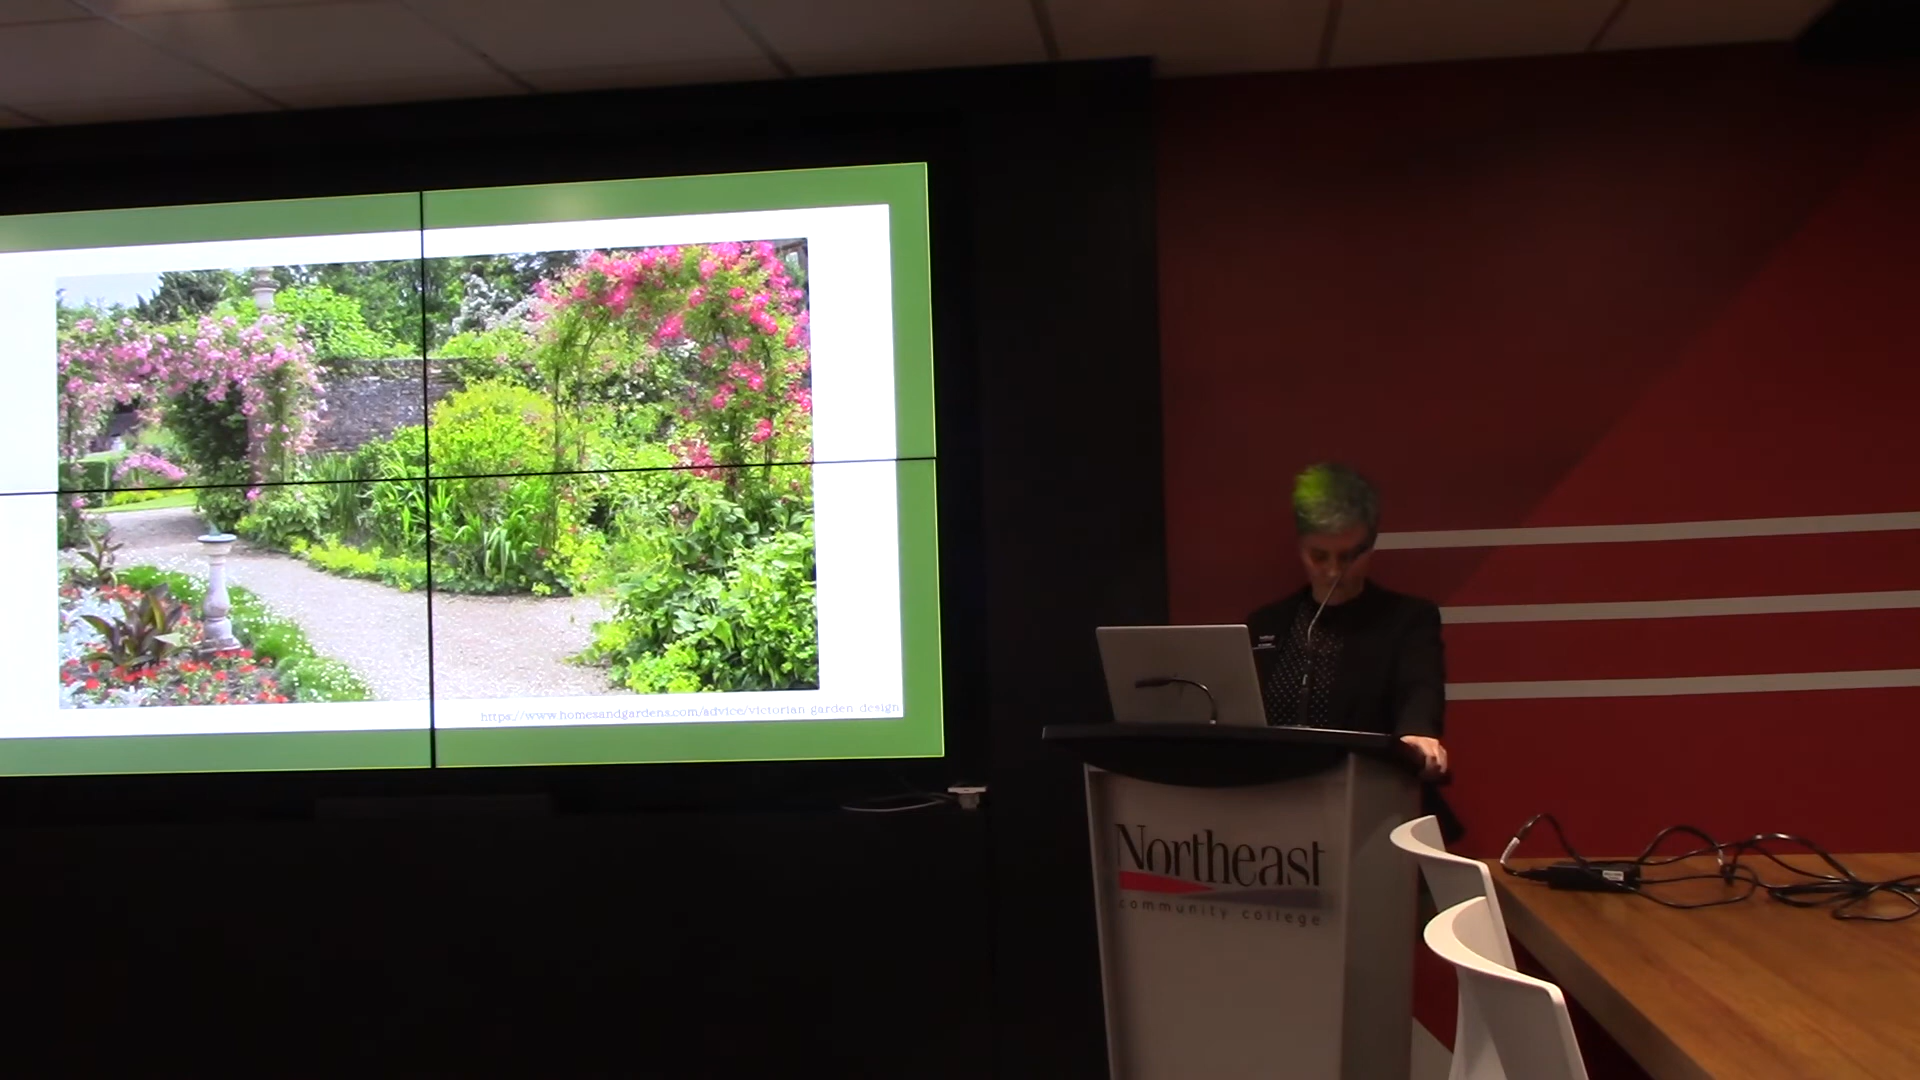 https://www.homesandgardens.com/advice/victorian-garden-design
Northeast
community college